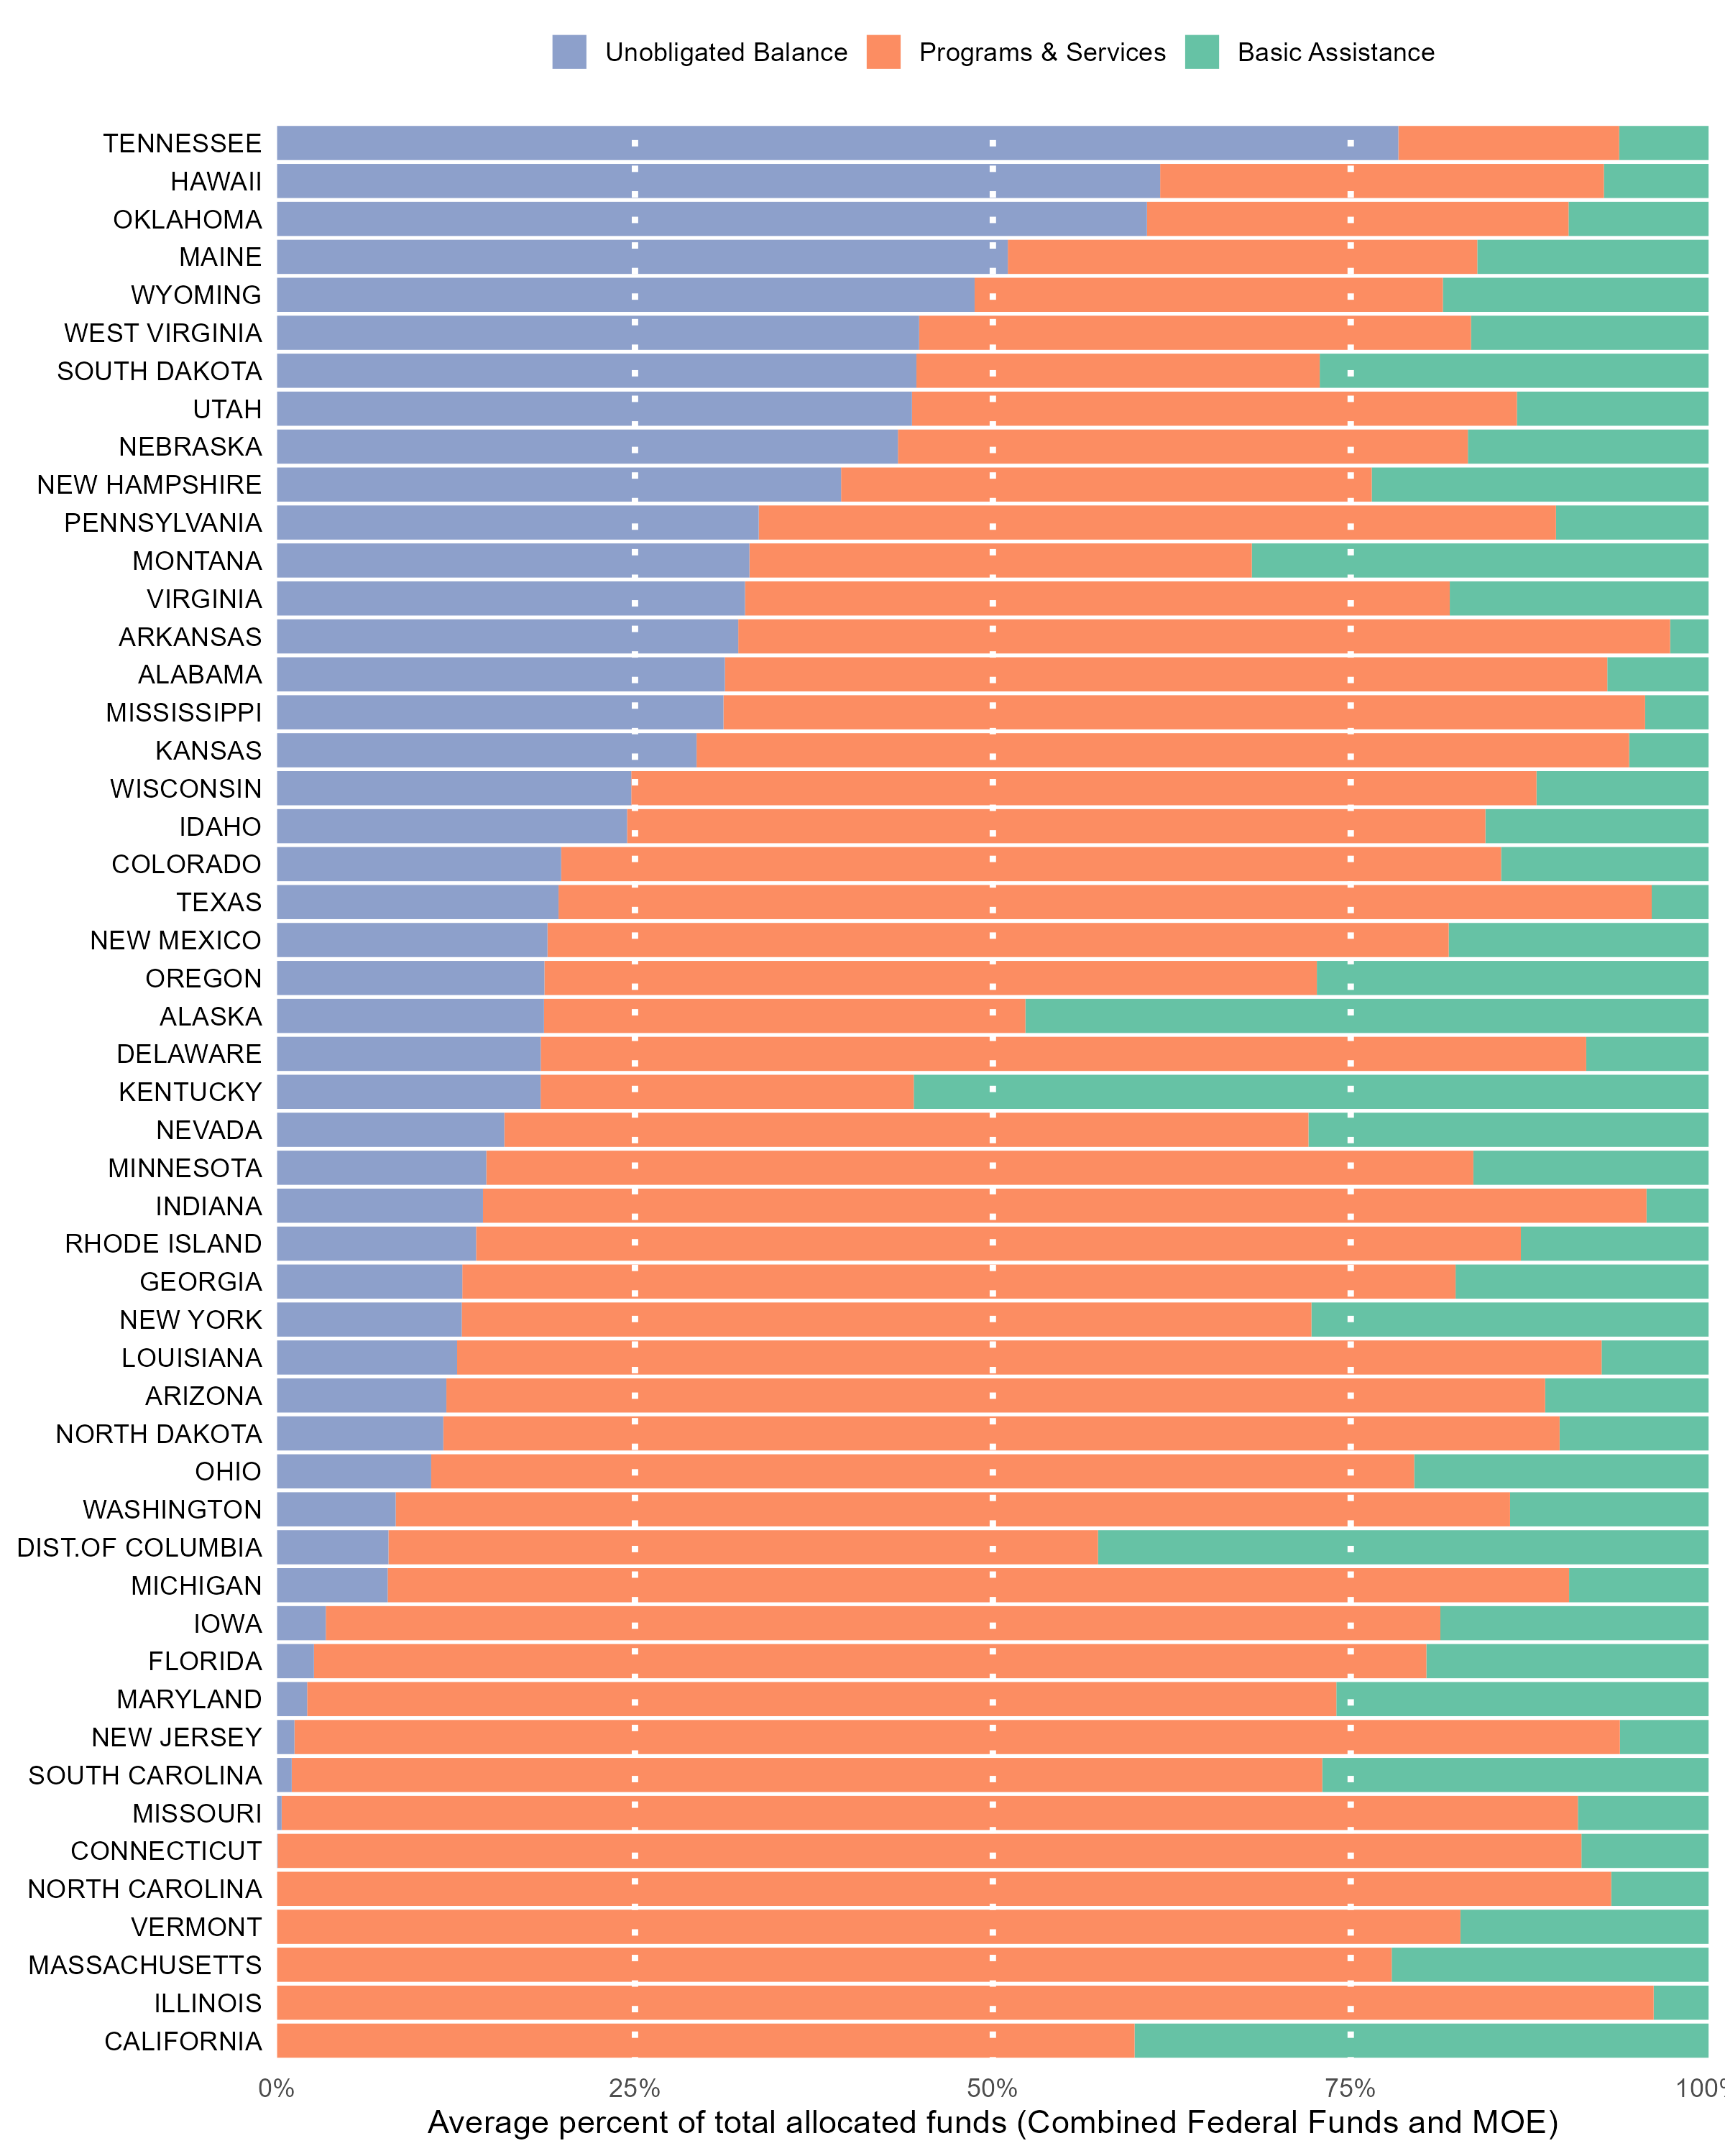 Unobligated Balance Programs & Services Basic Assistance
TENNESSEE
HAWAII
OKLAHOMA
MAINE
WYOMING
WEST VIRGINIA
SOUTH DAKOTA
UTAH
NEBRASKA
NEW HAMPSHIRE
PENNSYLVANIA
MONTANA
VIRGINIA
ARKANSAS
ALABAMA
MISSISSIPPI
KANSAS
WISCONSIN
IDAHO
COLORADO
TEXAS
NEW MEXICO
OREGON
ALASKA
DELAWARE
KENTUCKY
NEVADA
MINNESOTA
INDIANA
RHODE ISLAND
GEORGIA
NEW YORK
LOUISIANA
ARIZONA
NORTH DAKOTA
OHIO
WASHINGTON
DIST.OF COLUMBIA
MICHIGAN
IOWA
FLORIDA
MARYLAND
NEW JERSEY
SOUTH CAROLINA
MISSOURI
CONNECTICUT
NORTH CAROLINA
VERMONT
MASSACHUSETTS
ILLINOIS
CALIFORNIA
0% 25% 50% 75% 100%
Average percent of total allocated funds (Combined Federal Funds and MOE)